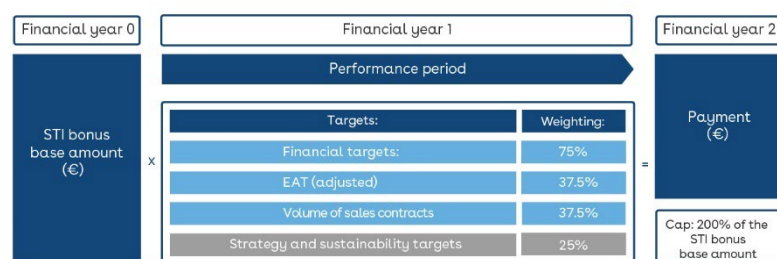 Financial year 0
Financial year 1
Financial year 2
Performance period
STI bonus
base amount
(€)
x
Targets:
Weighting:
Financial targets:
75%
EAT (adjusted)
37.5%
Volume of sales contracts
37.5%
Strategy and sustainability targets
25%
=
Payment
(€)
Cap: 200% of the
STI bonus
base amount